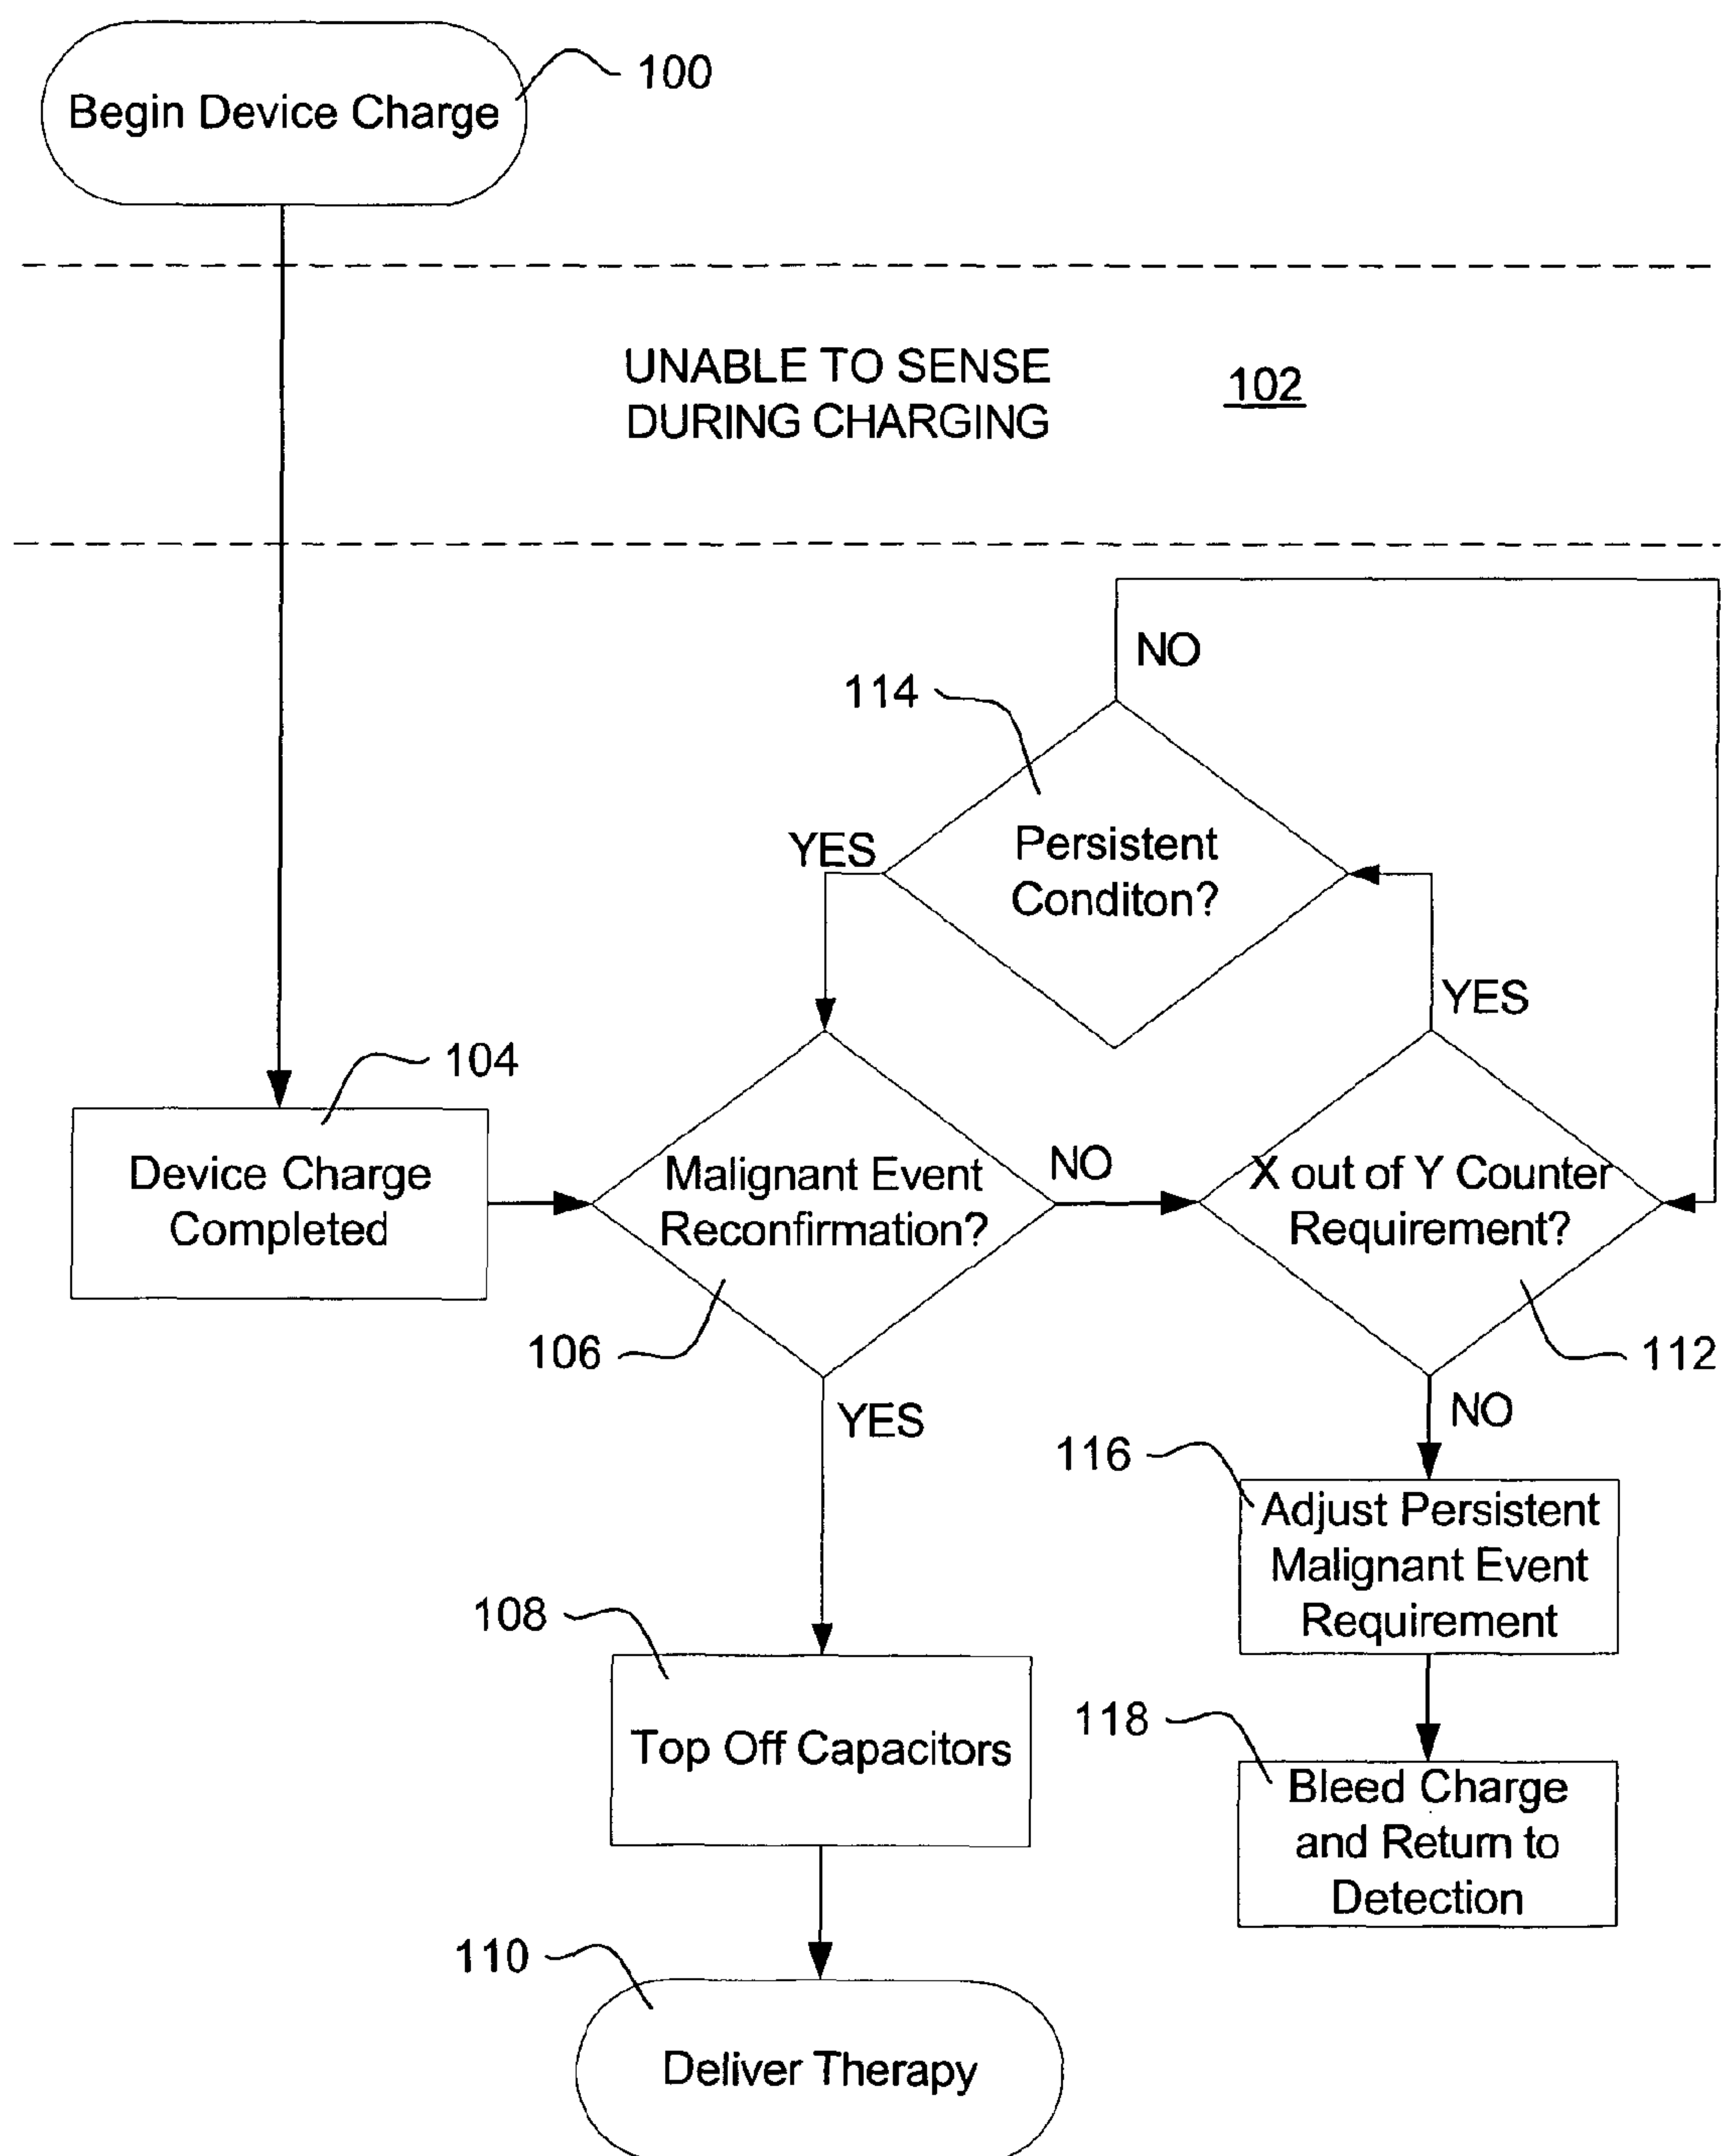 100
Begin Device Charge
UNABLE TO SENSE
DURING CHARGING
102
NO
114
YES
Persistent
Conditon?
YES
104
Device Charge
Completed
Malignant Event
Reconfirmation?
NO
X out of Y Counter
Requirement?
106
112
YES
NO
116
Adjust Persistent
Malignant Event
Requirement
108
Top Off Capacitors
118
Bleed Charge
and Return to
Detection
110
Deliver Therapy